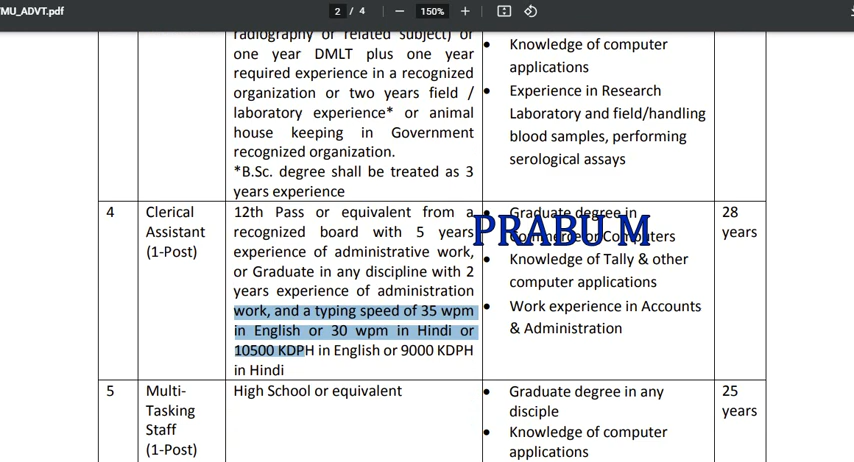 MU_ADVT.pdf
2 / 4
150%
radiography or related subject) or
one year DMLT plus one year
required experience in a recognized
organization or two years field /
laboratory experience* or animal
house keeping in Government
recognized organization.
*B.Sc. degree shall be treated as 3
years experience
• Knowledge of computer
applications
• Experience in Research
Laboratory and field/handling
blood samples, performing
serological assays
4
Clerical
Assistant
(1-Post)
12th Pass or equivalent from a
recognized board with 5 years
experience of administrative work,
or Graduate in any discipline with 2
years experience of administration
work, and a typing speed of 35 wpm
in English or 30 wpm in Hindi or
10500 KDPH in English or 9000 KDPH
in Hindi
• Graduate degree in
Commerce or Computers
• Knowledge of Tally & other
computer applications
• Work experience in Accounts
& Administration
28
years
PRABU M
5
Multi-
Tasking
Staff
(1-Post)
High School or equivalent
• Graduate degree in any
disciple
• Knowledge of computer
applications
25
years